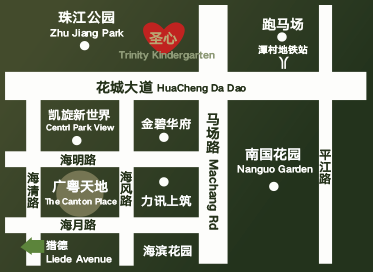 珠江公园
Zhu Jiang Park
圣心
Trinity Kindergarten
跑马场
潭村地铁站
花城大道 HuaCheng Da Dao
凯旋新世界
Centrl Park View
金碧华府
马场路 Machang Rd
南国花园
Nanguo Garden
平江路
海明路
海清路
广粤天地
The Canton Place
海风路
力讯上筑
海月路
猎德
Liede Avenue
海滨花园